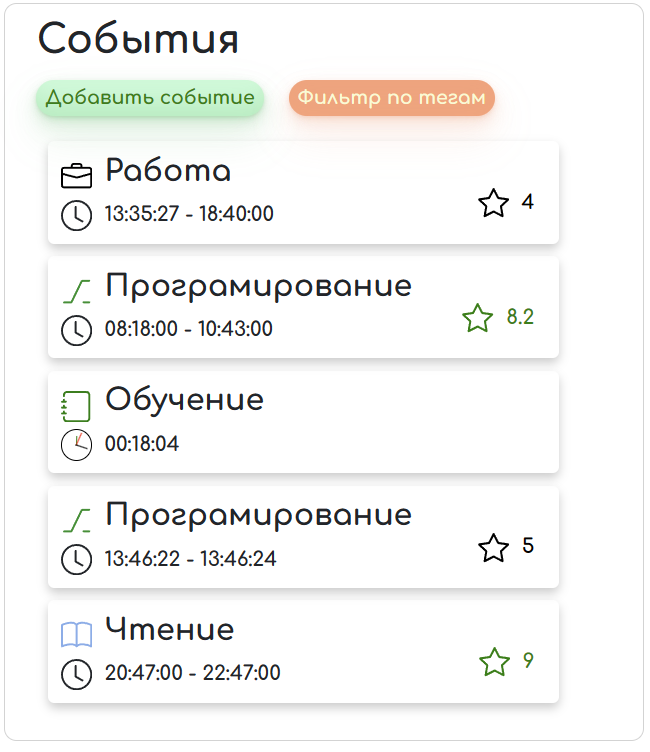 События
Добавить событие
Фильтр по тегам
Работа
13:35:27 - 18:40:00
4
Програмирование
08:18:00 - 10:43:00
8.2
Обучение
00:18:04
Програмирование
13:46:22 - 13:46:24
5
Чтение
20:47:00 - 22:47:00
9